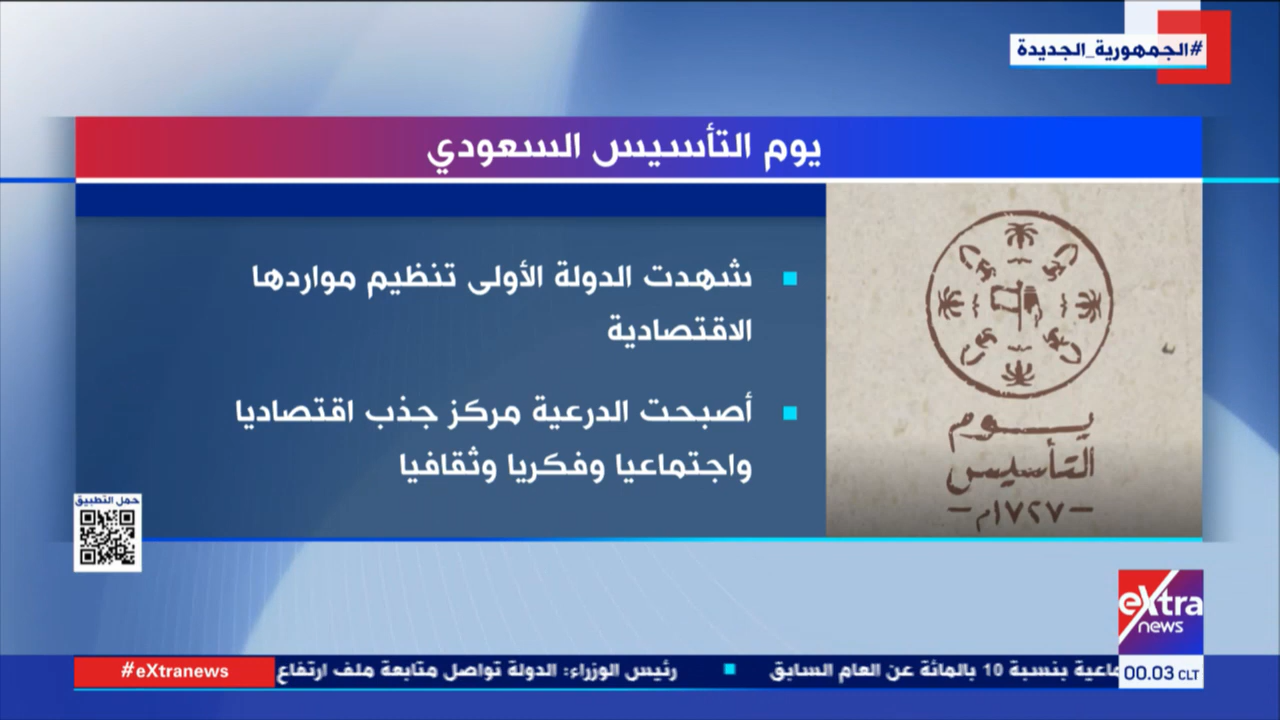 #الجمهورية_الجديدة
يوم التأسيس السعودي
شهدت الدولة الأولى تنظيم مواردها
الاقتصادية
أصبحت الدرعية مركز جذب اقتصاديا
واجتماعيا وفكريا وثقافيا
يوم
التأسيس
١٧٢٧م
حمل التطبيق
eXtra
news
00.03 CLT
ماعية بنسبة 10 بالمائة عن العام السابق ■ رئيس الوزراء: الدولة تواصل متابعة ملف ارتفاع
#eXtranews